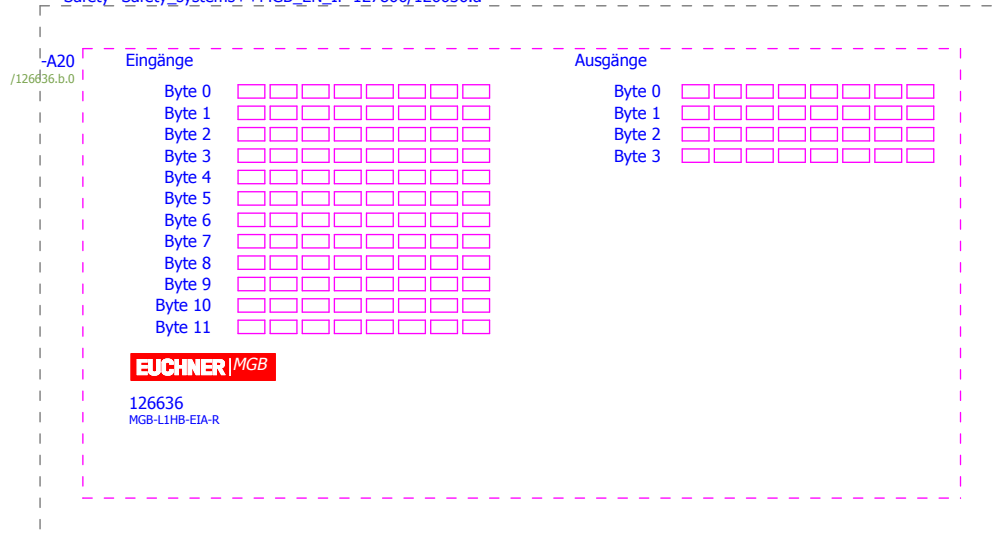 -A20
/126636.b.0
Eingänge
Byte 0
Byte 1
Byte 2
Byte 3
Byte 4
Byte 5
Byte 6
Byte 7
Byte 8
Byte 9
Byte 10
Byte 11
Ausgänge
Byte 0
Byte 1
Byte 2
Byte 3
EUCHNER MGB
126636
MGB-L1HB-EIA-R